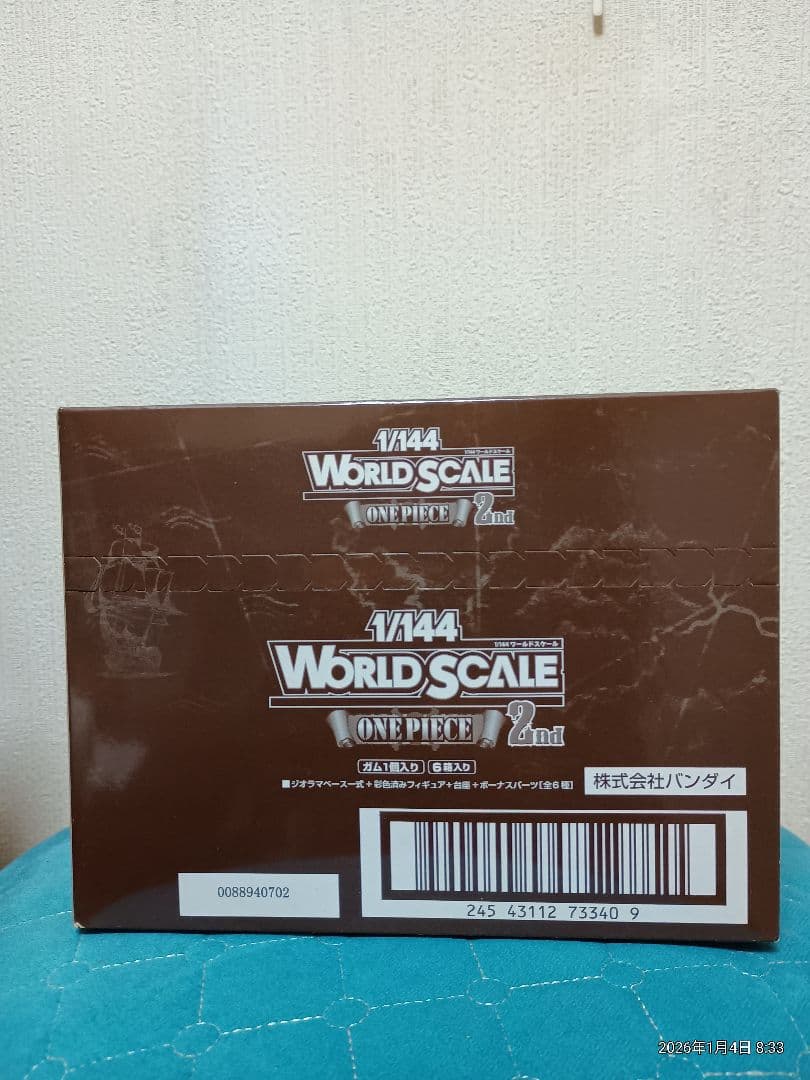 1/144
1/144 ワールドスケール
WORLD SCALE
ONE PIECE 2nd
1/144
1/144 ワールドスケール
WORLD SCALE
ONE PIECE 2nd
ガム1個入り 6箱入り
■ジオラマベース一式+彩色済みフィギュア+台座+ボーナスパーツ[全6種]
株式会社バンダイ
0088940702
245 43112 73340 9
2026年1月4日 8:33